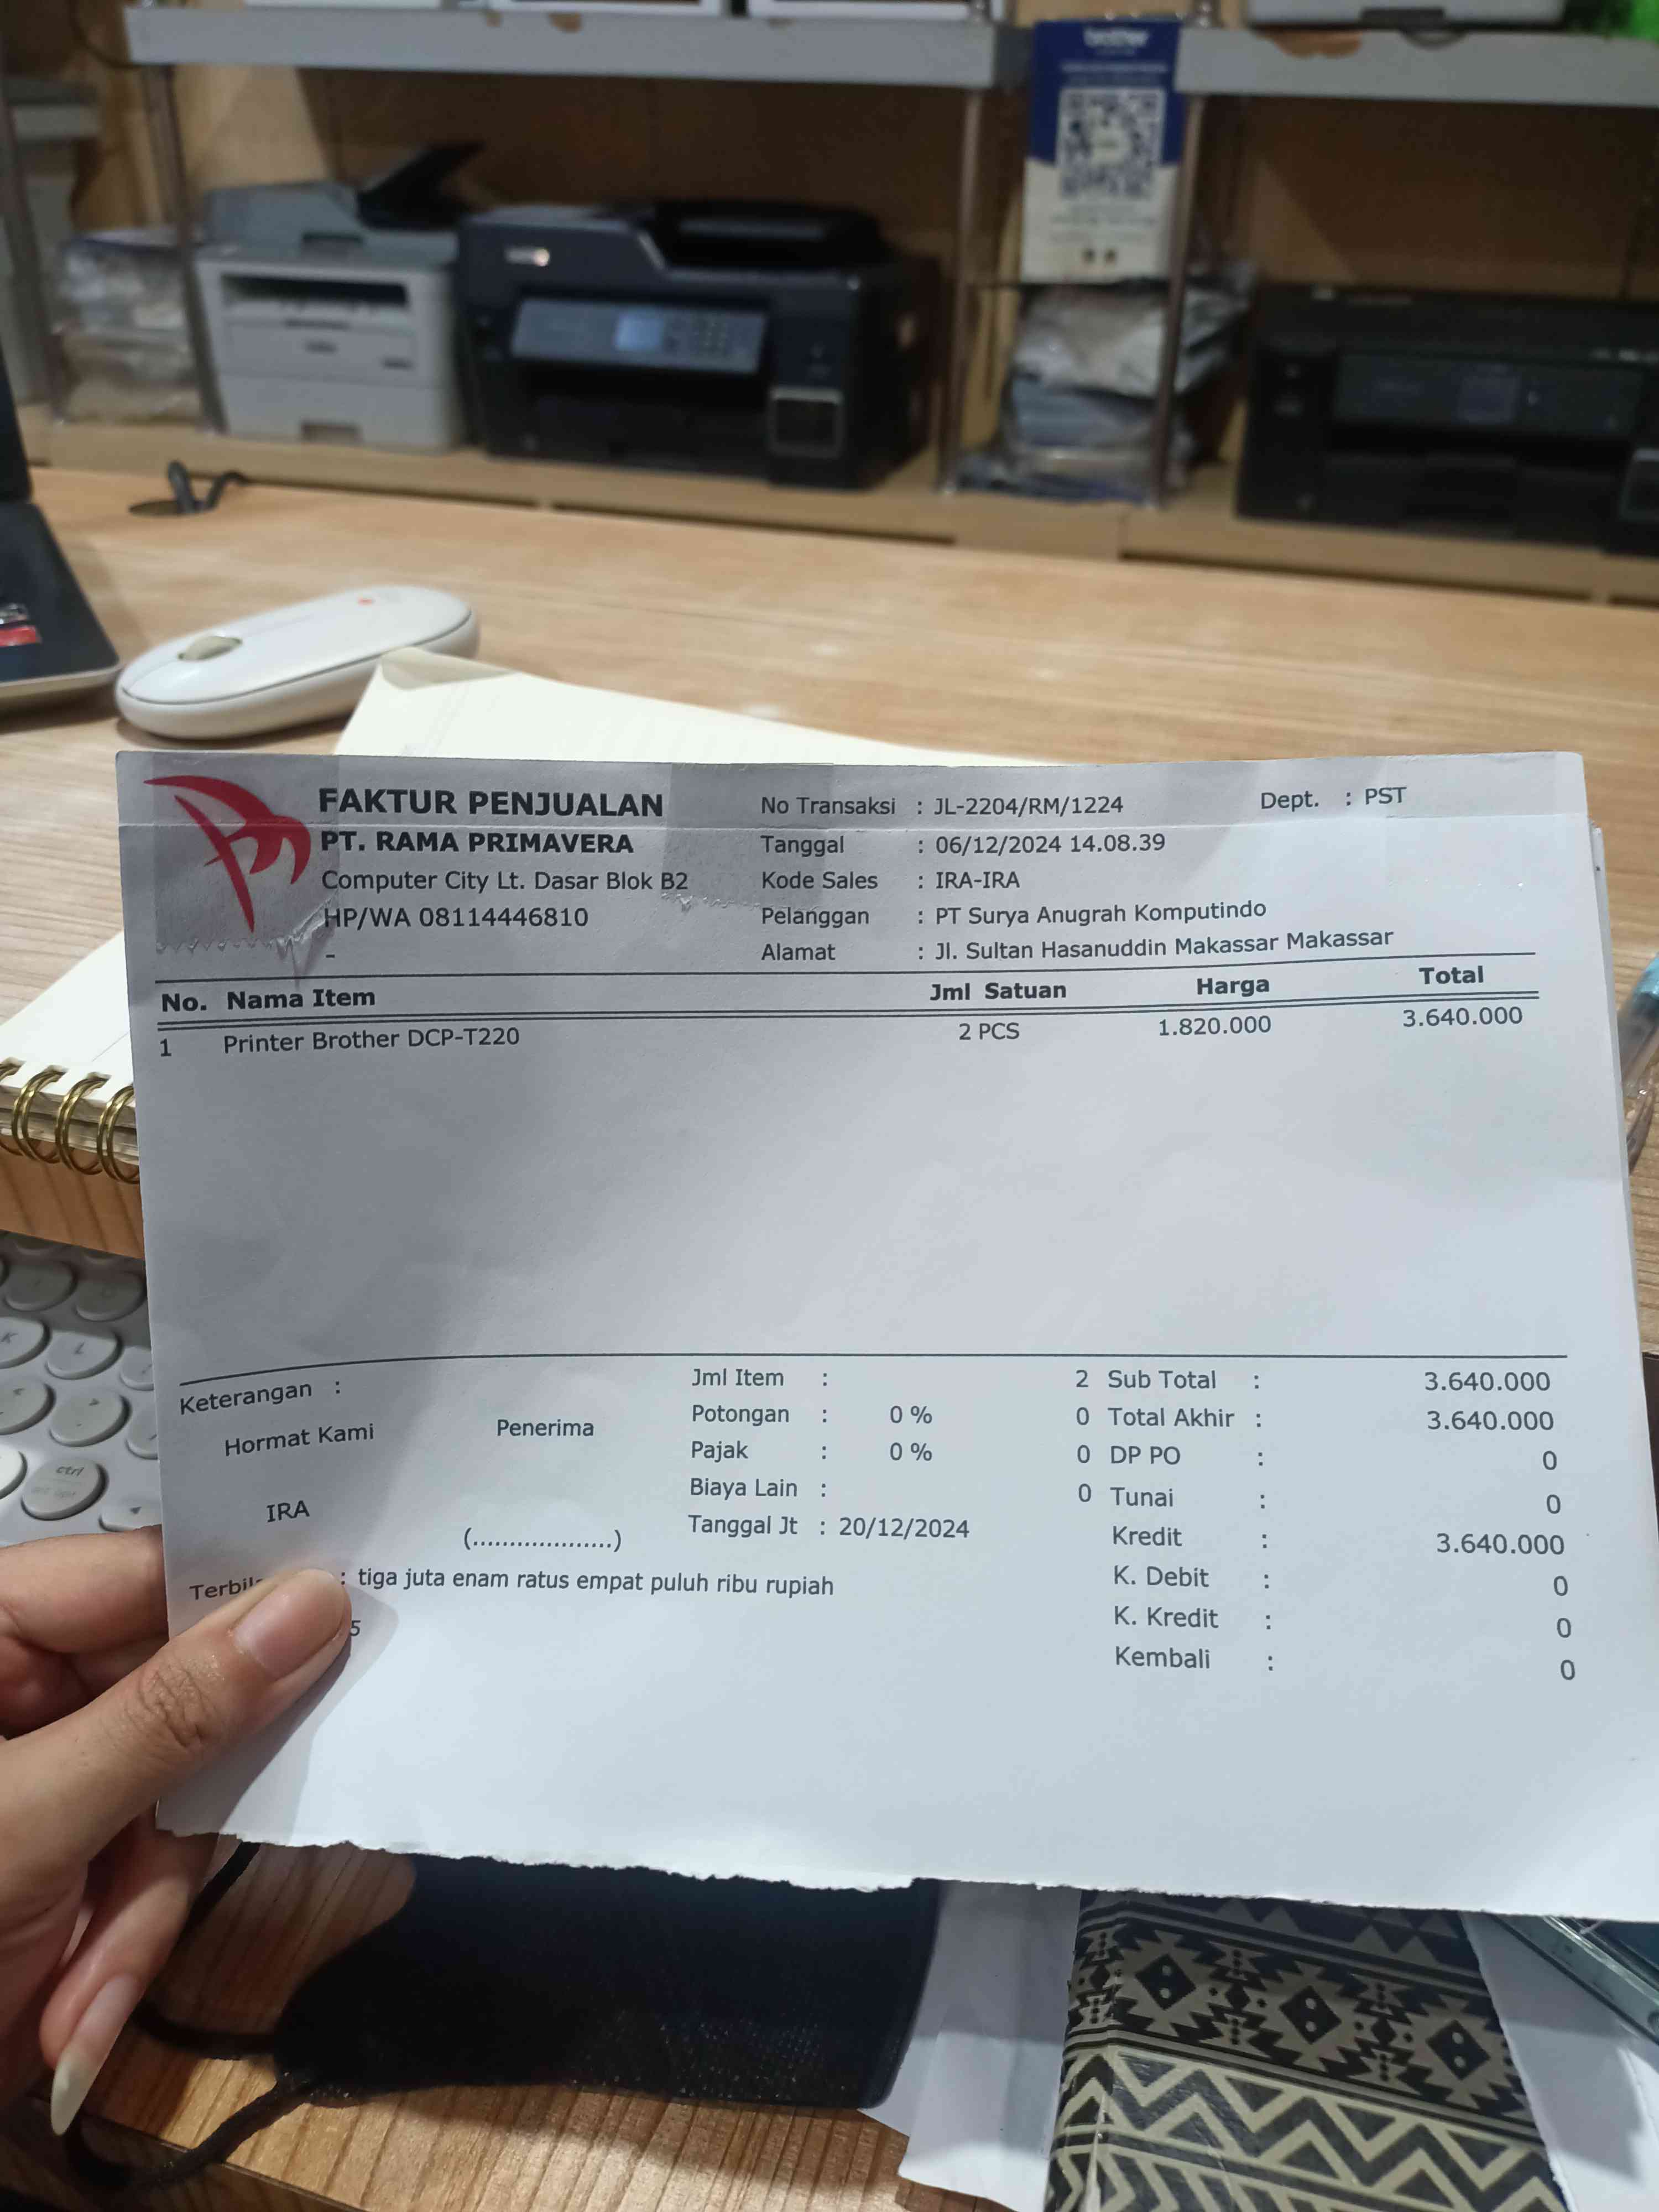 brother
FAKTUR PENJUALAN
PT. RAMA PRIMAVERA
Computer City Lt. Dasar Blok B2
HP/WA 08114446810
-
No Transaksi : JL-2204/RM/1224
Tanggal : 06/12/2024 14.08.39
Kode Sales : IRA-IRA
Pelanggan : PT Surya Anugrah Komputindo
Alamat : Jl. Sultan Hasanuddin Makassar Makassar
Dept. : PST
No. Nama Item Jml Satuan Harga Total
1 Printer Brother DCP-T220 2 PCS 1.820.000 3.640.000
Keterangan :
Hormat Kami Penerima
IRA
(...................)
Jml Item : 2
Potongan : 0 % 0
Pajak : 0 % 0
Biaya Lain : 0
Tanggal Jt : 20/12/2024
Sub Total : 3.640.000
Total Akhir : 3.640.000
DP PO : 0
Tunai : 0
Kredit : 3.640.000
K. Debit : 0
K. Kredit : 0
Kembali : 0
: tiga juta enam ratus empat puluh ribu rupiah
5
K
L
ctrl